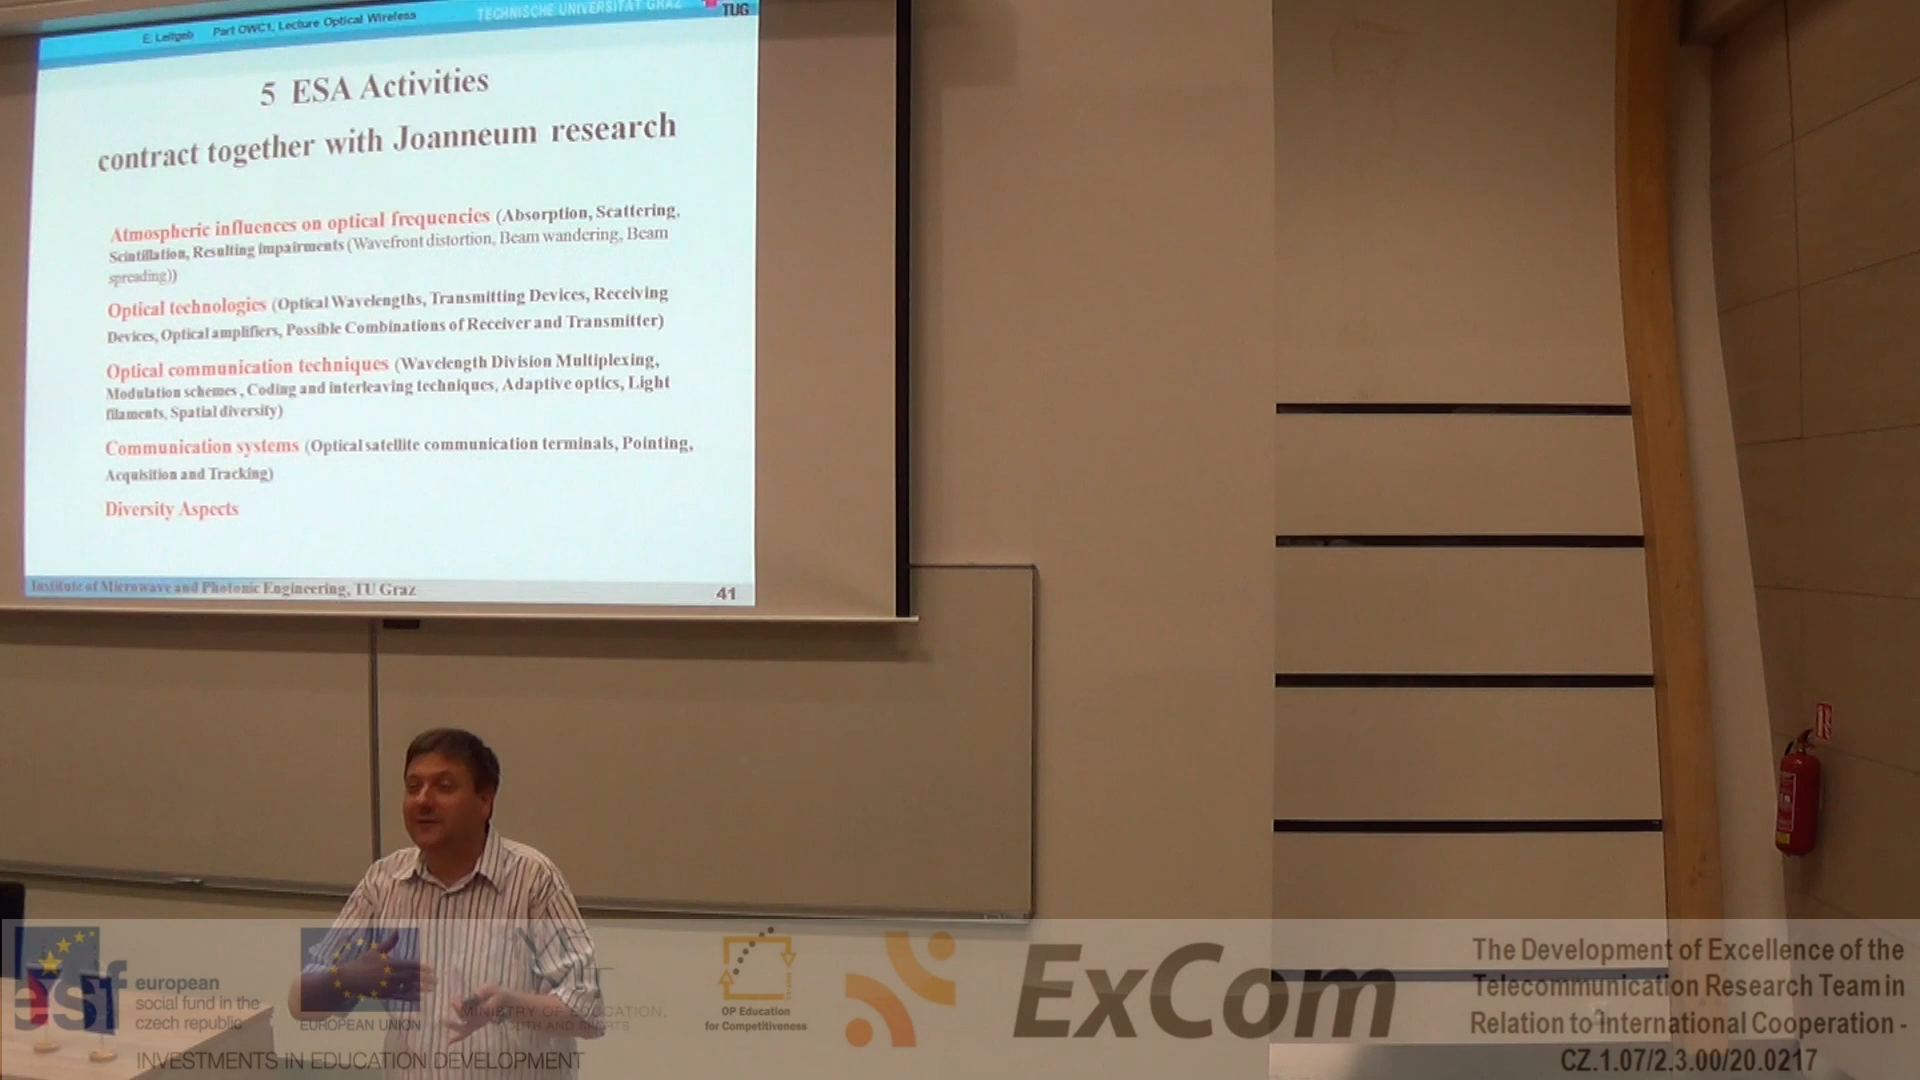 E. Leitgeb Part OWC1, Lecture Optical Wireless
TECHNISCHE UNIVERSITÄT GRAZ TUG
5 ESA Activities
contract together with Joanneum research
Atmospheric influences on optical frequencies (Absorption, Scattering,
Scintillation, Resulting impairments (Wavefront distortion, Beam wandering, Beam
spreading))
Optical technologies (Optical Wavelengths, Transmitting Devices, Receiving
Devices, Optical amplifiers, Possible Combinations of Receiver and Transmitter)
Optical communication techniques (Wavelength Division Multiplexing,
Modulation schemes , Coding and interleaving techniques, Adaptive optics, Light
filaments, Spatial diversity)
Communication systems (Optical satellite communication terminals, Pointing,
Acquisition and Tracking)
Diversity Aspects
Institute of Microwave and Photonic Engineering, TU Graz 41
esf
european
social fund in the
czech republic
EUROPEAN UNION
MINISTRY OF EDUCATION,
YOUTH AND SPORTS
OP Education
for Competitiveness
INVESTMENTS IN EDUCATION DEVELOPMENT
ExCom
The Development of Excellence of the
Telecommunication Research Team in
Relation to International Cooperation -
CZ.1.07/2.3.00/20.0217